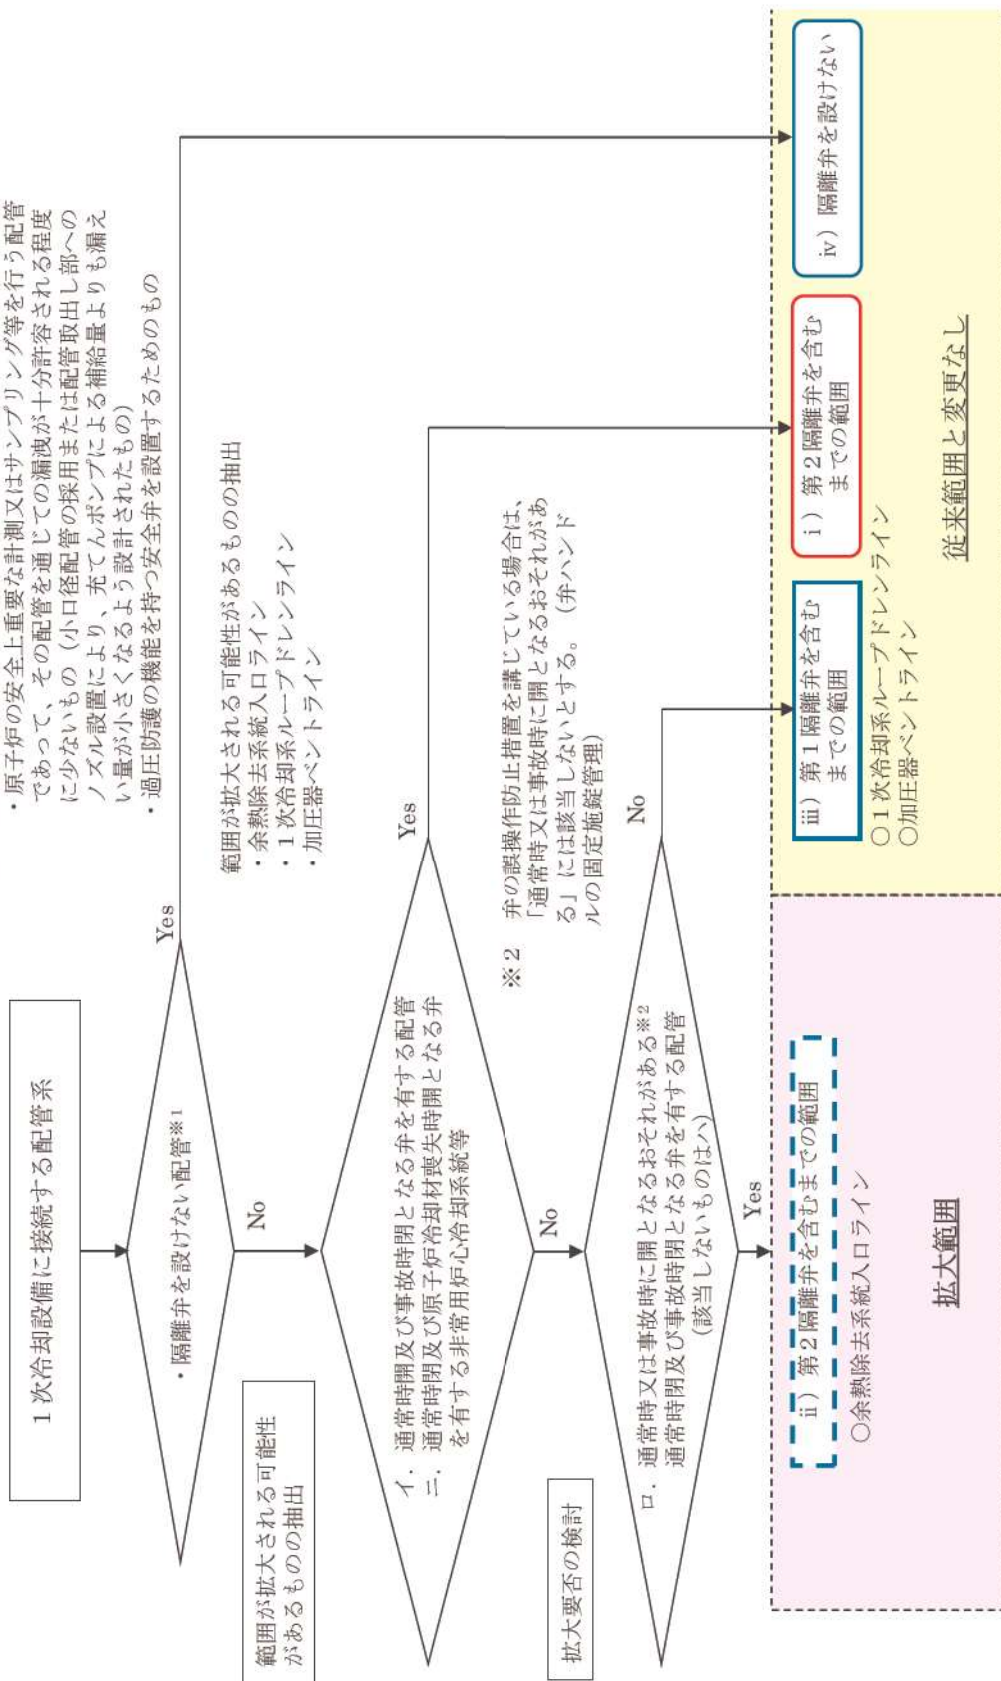 1次冷却設備に接続する配管系
・原子炉の安全上重要な計測又はサンプリング等を行う配管
であって、その配管を通じての漏洩が十分許容される程度
に少ないもの（小口径配管の採用または配管取出し部への
ノズル設置により、充てんポンプによる補給量よりも漏え
い量が小さくなるよう設計されたもの）
・過圧防護の機能を持つ安全弁を設置するためのもの
・隔離弁を設けない配管※1
Yes
No
範囲が拡大される可能性
があるものの抽出
範囲が拡大される可能性があるものの抽出
・余熱除去系統入口ライン
・1次冷却系ループドレンライン
・加圧器ベントライン
イ．通常時開及び事故時閉となる弁を有する配管
ニ．通常時閉及び原子炉冷却材喪失時開となる弁
を有する非常用炉心冷却系統等
Yes
No
※2　弁の誤操作防止措置を講じている場合は、
「通常時又は事故時に開となるおそれがあ
る」には該当しないとする。（弁ハンド
ルの固定施錠管理）
拡大要否の検討
ロ．通常時又は事故時に開となるおそれがある※2
通常時閉及び事故時閉となる弁を有する配管
（該当しないものはハ）
No
Yes
ⅱ）第2隔離弁を含むまでの範囲
○余熱除去系統入口ライン
拡大範囲
ⅲ）第1隔離弁を含む
までの範囲
○1次冷却系ループドレンライン
○加圧器ベントライン
ⅰ）第2隔離弁を含む
までの範囲
ⅳ）隔離弁を設けない
従来範囲と変更なし